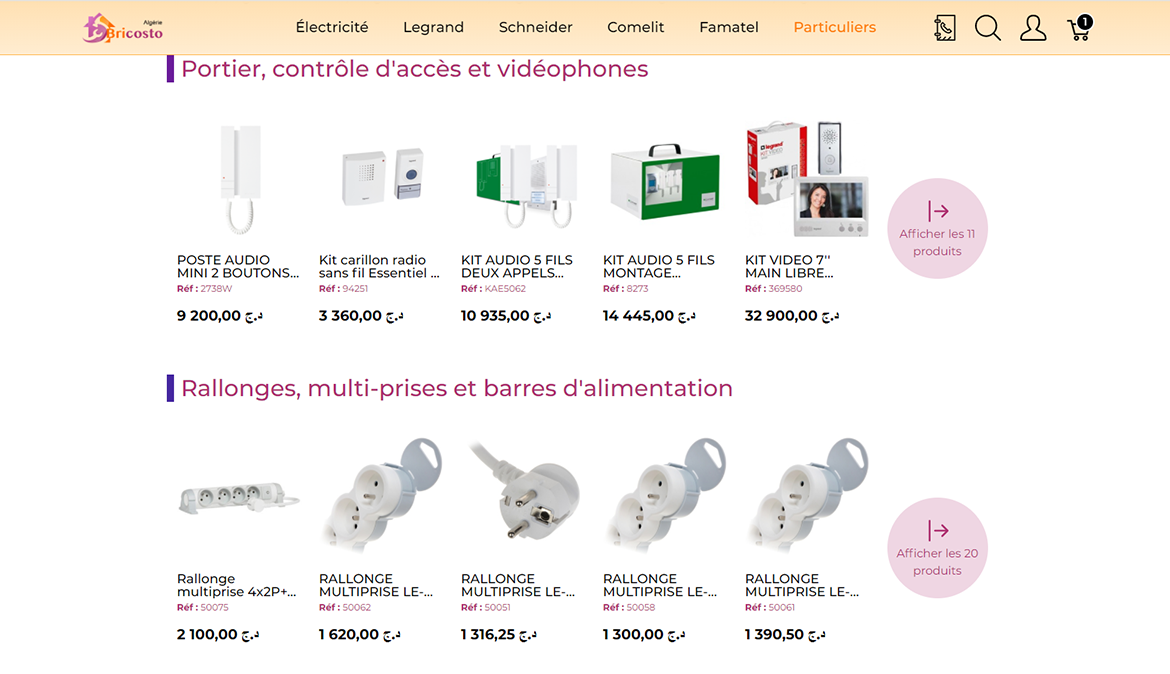 Algérie
Bricosto
Électricité
Legrand
Schneider
Comelit
Famatel
Particuliers
1
Portier, contrôle d'accès et vidéophones
legrand
KIT VIDEO
POSTE AUDIO
MINI 2 BOUTONS...
Réf : 2738W
9 200,00 د.ج
Kit carillon radio
sans fil Essentiel ...
Réf : 94251
3 360,00 د.ج
KIT AUDIO 5 FILS
DEUX APPELS...
Réf : KAE5062
10 935,00 د.ج
KIT AUDIO 5 FILS
MONTAGE...
Réf : 8273
14 445,00 د.ج
KIT VIDEO 7''
MAIN LIBRE...
Réf : 369580
32 900,00 د.ج
Afficher les 11
produits
Rallonges, multi-prises et barres d'alimentation
Rallonge
multiprise 4x2P+...
Réf : 50075
2 100,00 د.ج
RALLONGE
MULTIPRISE LE-...
Réf : 50062
1 620,00 د.ج
RALLONGE
MULTIPRISE LE-...
Réf : 50051
1 316,25 د.ج
RALLONGE
MULTIPRISE LE-...
Réf : 50058
1 300,00 د.ج
RALLONGE
MULTIPRISE LE-...
Réf : 50061
1 390,50 د.ج
Afficher les 20
produits